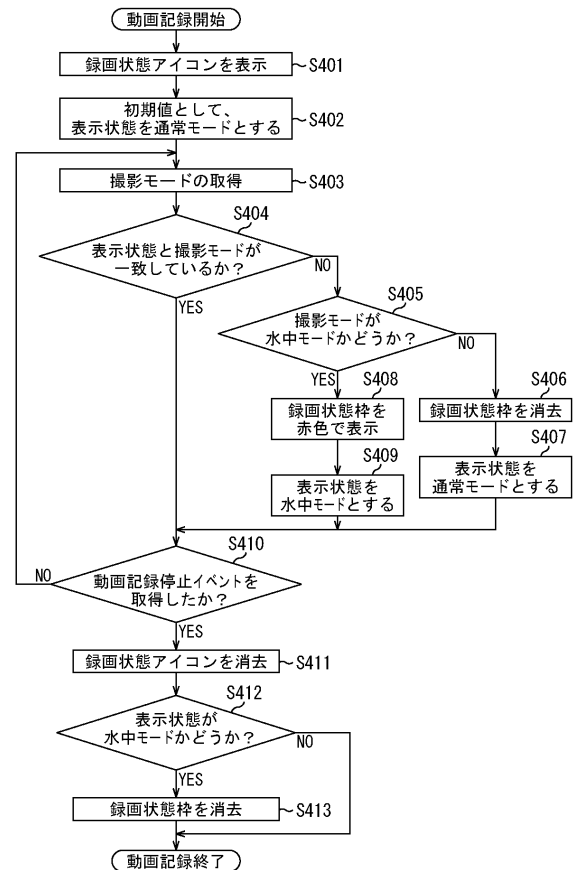 動画記録開始
録画状態アイコンを表示
S401
初期値として、
表示状態を通常モードとする
S402
撮影モードの取得
S403
S404
表示状態と撮影モードが
一致しているか？
NO
YES
S405
撮影モードが
水中モードかどうか？
NO
YES
S408
録画状態枠を
赤色で表示
S406
録画状態枠を消去
S409
表示状態を
水中モードとする
S407
表示状態を
通常モードとする
S410
動画記録停止イベントを
取得したか？
NO
YES
録画状態アイコンを消去
S411
S412
表示状態が
水中モードかどうか？
NO
YES
録画状態枠を消去
S413
動画記録終了